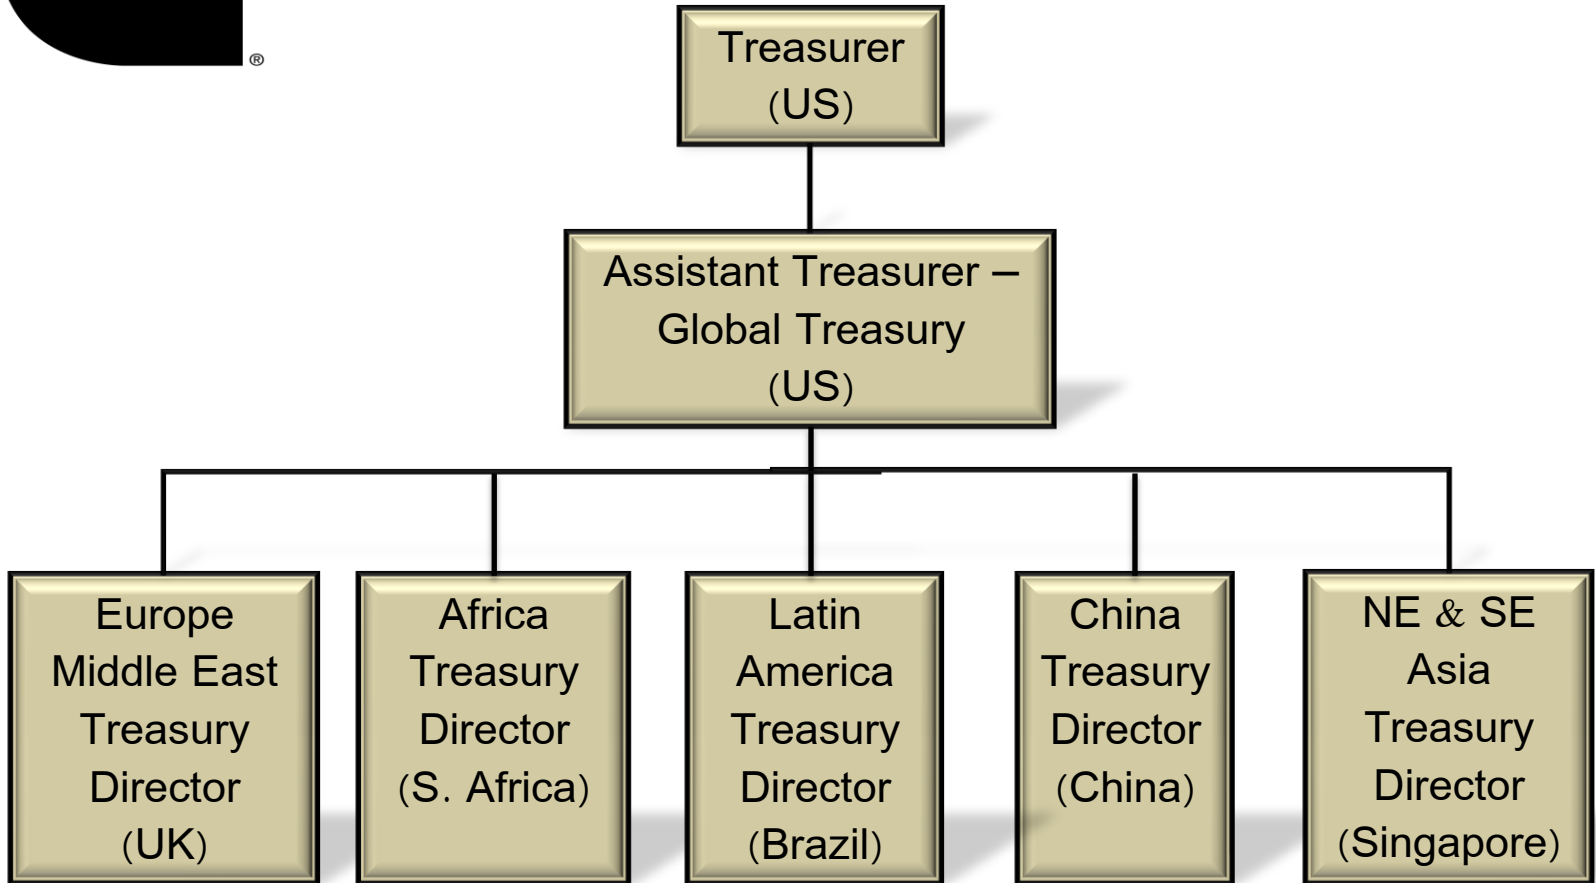 ®
Treasurer
(US)
Assistant Treasurer –
Global Treasury
(US)
Europe
Middle East
Treasury
Director
(UK)
Africa
Treasury
Director
(S. Africa)
Latin
America
Treasury
Director
(Brazil)
China
Treasury
Director
(China)
NE & SE
Asia
Treasury
Director
(Singapore)